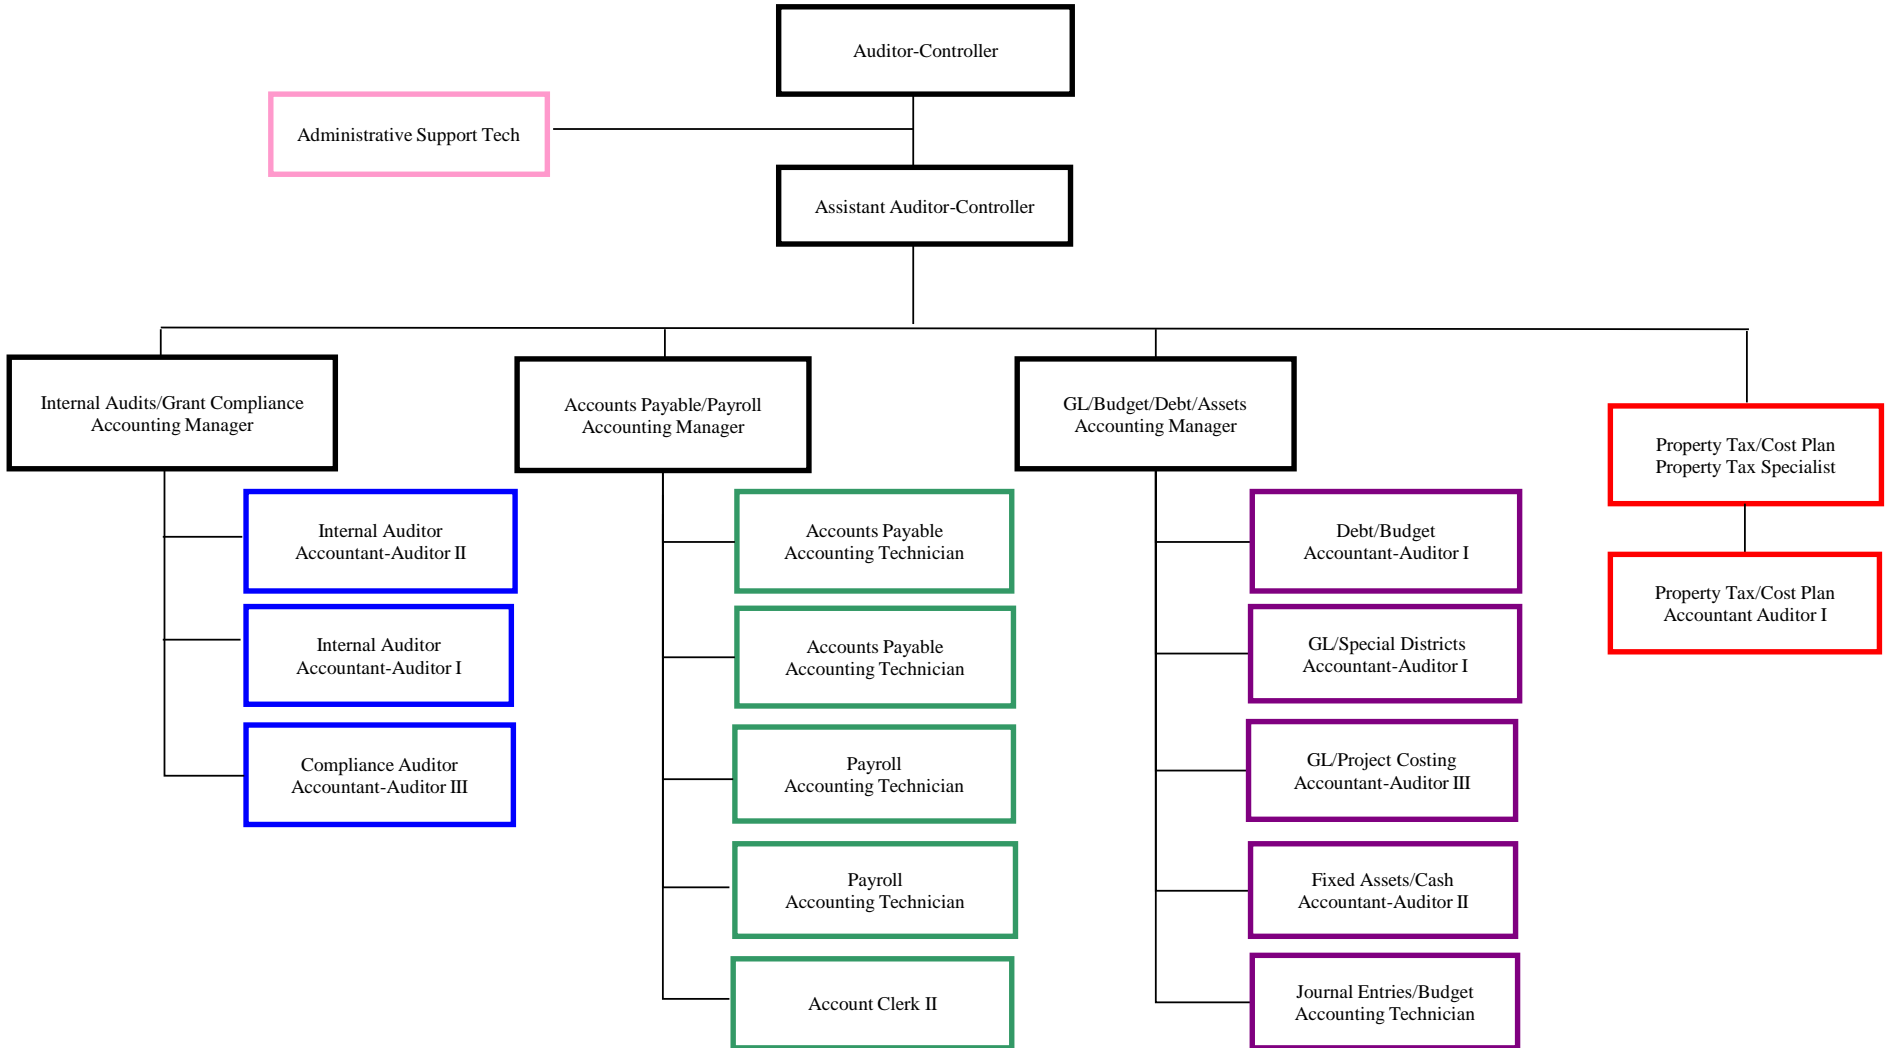 Auditor-Controller
Administrative Support Tech
Assistant Auditor-Controller
Internal Audits/Grant Compliance
Accounting Manager
Accounts Payable/Payroll
Accounting Manager
GL/Budget/Debt/Assets
Accounting Manager
Property Tax/Cost Plan
Property Tax Specialist
Internal Auditor
Accountant-Auditor II
Internal Auditor
Accountant-Auditor I
Compliance Auditor
Accountant-Auditor III
Accounts Payable
Accounting Technician
Accounts Payable
Accounting Technician
Payroll
Accounting Technician
Payroll
Accounting Technician
Account Clerk II
Debt/Budget
Accountant-Auditor I
GL/Special Districts
Accountant-Auditor I
GL/Project Costing
Accountant-Auditor III
Fixed Assets/Cash
Accountant-Auditor II
Journal Entries/Budget
Accounting Technician
Property Tax/Cost Plan
Accountant Auditor I